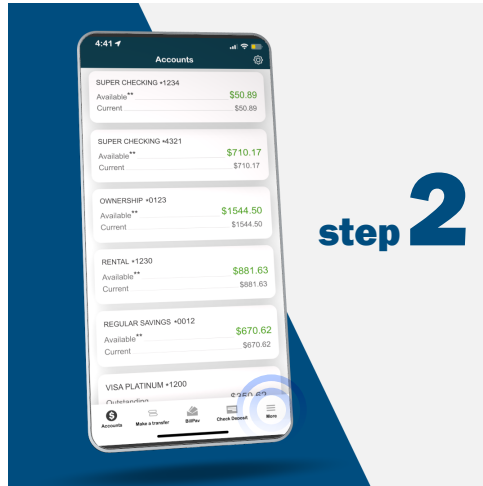 4:41
Accounts
SUPER CHECKING *1234
Available** $50.89
Current $50.89
SUPER CHECKING *4321
Available** $710.17
Current $710.17
OWNERSHIP *0123
Available** $1544.50
Current $1544.50
RENTAL *1230
Available** $881.63
Current $881.63
REGULAR SAVINGS *0012
Available** $670.62
Current $670.62
VISA PLATINUM *1200
Outstanding $350.62
Accounts Make a transfer BillPay Check Deposit More
step 2